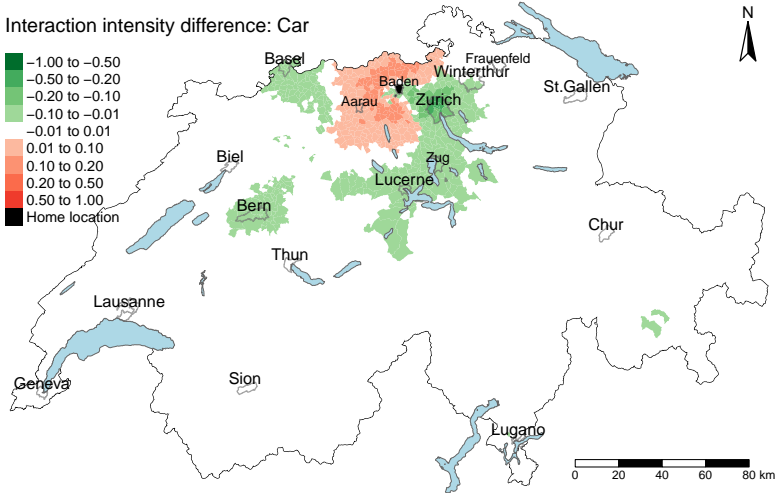 Interaction intensity difference: Car
−1.00 to −0.50
−0.50 to −0.20
−0.20 to −0.10
−0.10 to −0.01
−0.01 to 0.01
0.01 to 0.10
0.10 to 0.20
0.20 to 0.50
0.50 to 1.00
Home location
N
Basel
Frauenfeld
Winterthur
Baden
St.Gallen
Aarau
Zurich
Biel
Zug
Lucerne
Bern
Chur
Thun
Lausanne
Geneva
Sion
Lugano
0 20 40 60 80 km